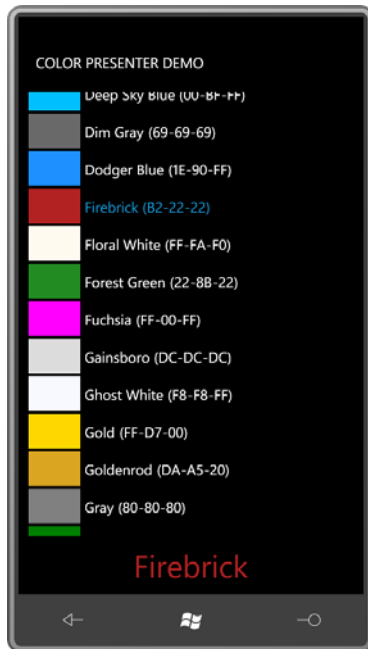 COLOR PRESENTER DEMO
Deep Sky Blue (00-BF-FF)
Dim Gray (69-69-69)
Dodger Blue (1E-90-FF)
Firebrick (B2-22-22)
Floral White (FF-FA-F0)
Forest Green (22-8B-22)
Fuchsia (FF-00-FF)
Gainsboro (DC-DC-DC)
Ghost White (F8-F8-FF)
Gold (FF-D7-00)
Goldenrod (DA-A5-20)
Gray (80-80-80)
Firebrick